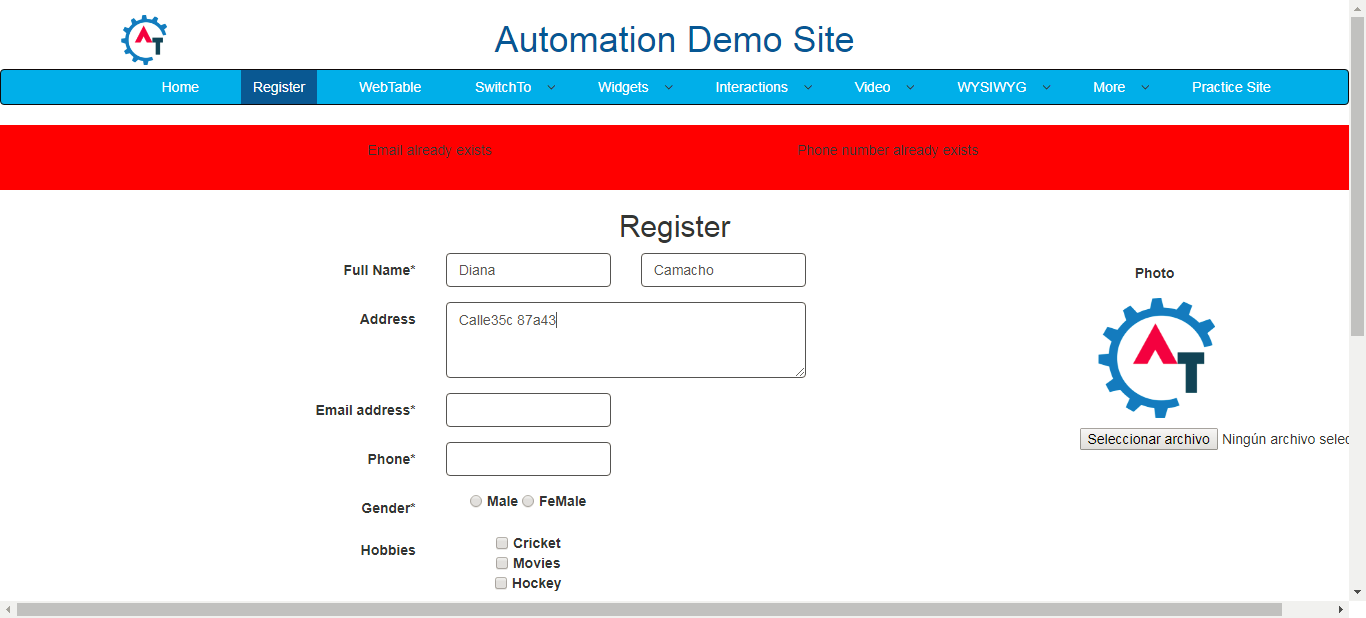 AT
Automation Demo Site
Home Register WebTable SwitchTo Widgets Interactions Video WYSIWYG More Practice Site
Email already exists Phone number already exists
Register
Full Name* Diana Camacho
Photo
Address Calle35c 87a43
AT
Email address*
Seleccionar archivo Ningún archivo selec
Phone*
Gender* Male FeMale
Hobbies Cricket
Movies
Hockey